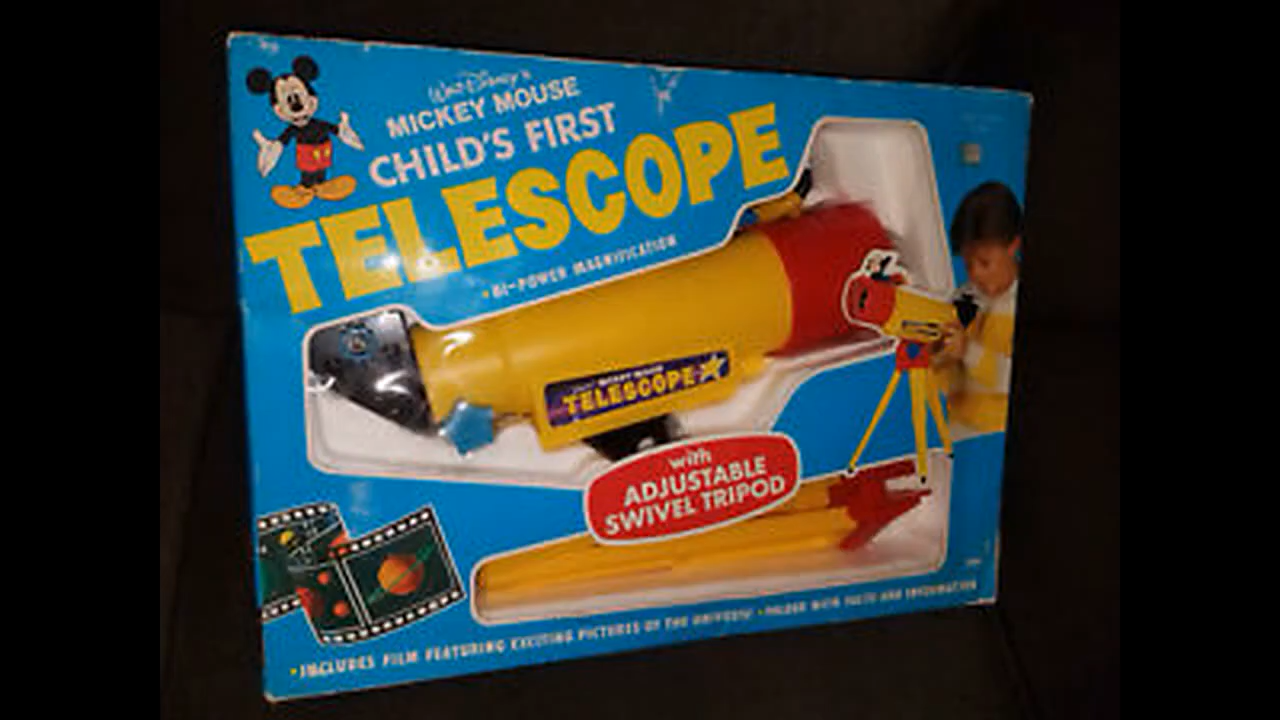 Walt Disney's
MICKEY MOUSE
CHILD'S FIRST
TELESCOPE
•BI-POWER MAGNIFICATION
MICKEY MOUSE
TELESCOPE
with
ADJUSTABLE
SWIVEL TRIPOD
•INCLUDES FILM FEATURING EXCITING PICTURES OF THE UNIVERSE! •FOLDER WITH FACTS AND INFORMATION